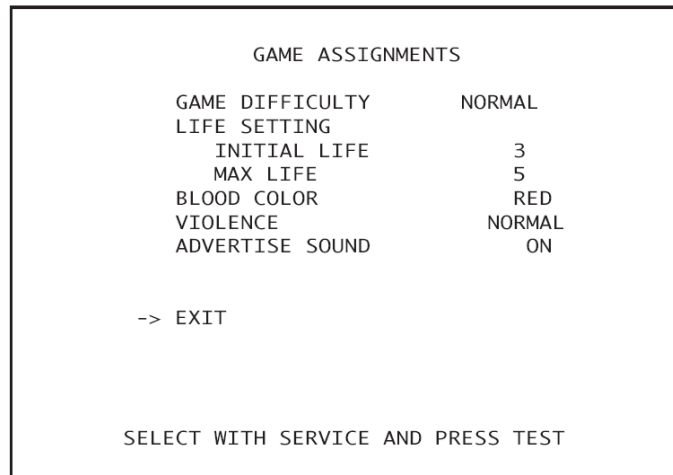 GAME ASSIGNMENTS
GAME DIFFICULTY NORMAL
LIFE SETTING
INITIAL LIFE 3
MAX LIFE 5
BLOOD COLOR RED
VIOLENCE NORMAL
ADVERTISE SOUND ON
-> EXIT
SELECT WITH SERVICE AND PRESS TEST